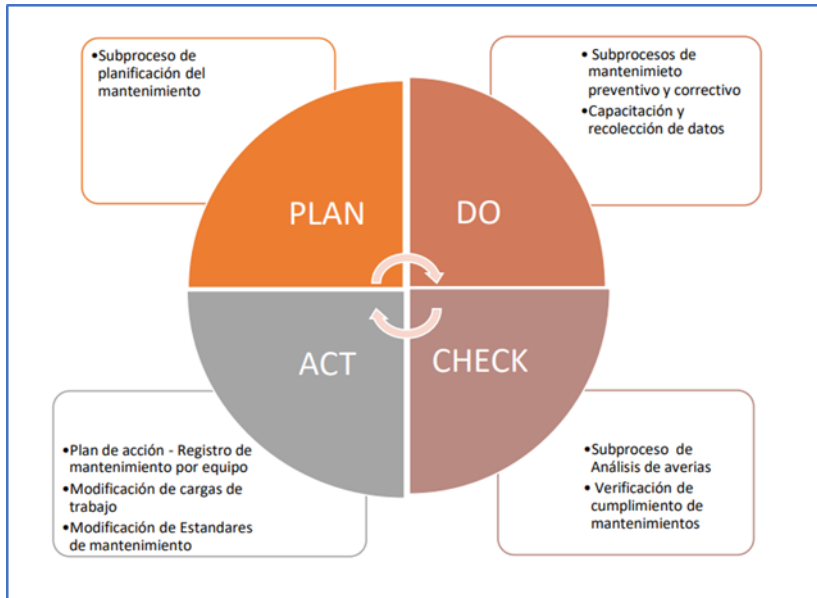 •Subproceso de
planificación del
mantenimiento
• Subprocesos de
mantenimieto
preventivo y correctivo
•Capacitación y
recolección de datos
PLAN
DO
ACT
CHECK
•Plan de acción - Registro de
mantenimiento por equipo
•Modificación de cargas de
trabajo
•Modificación de Estandares
de mantenimiento
•Subproceso de
Análisis de averias
• Verificación de
cumplimiento de
mantenimientos